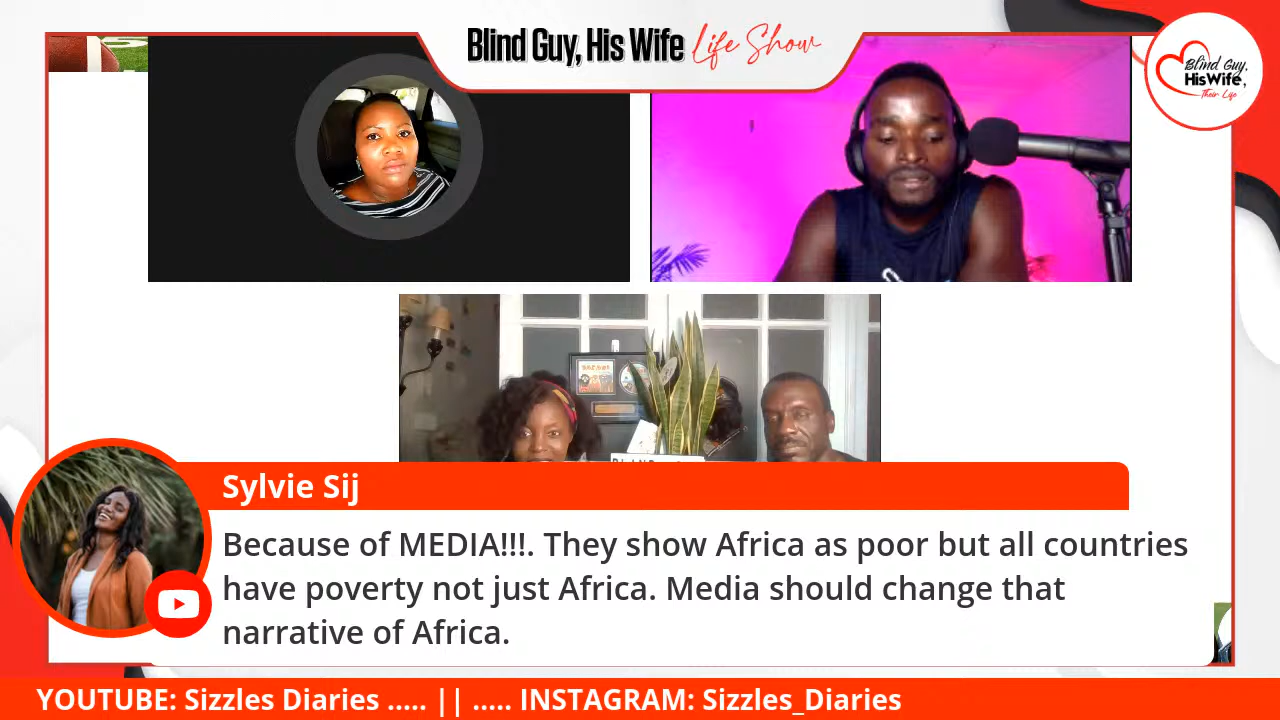 Blind Guy, His Wife Life Show
Blind Guy,
His Wife,
Their Life
Sylvie Sij
Because of MEDIA!!!. They show Africa as poor but all countries
have poverty not just Africa. Media should change that
narrative of Africa.
YOUTUBE: Sizzles Diaries ..... || ..... INSTAGRAM: Sizzles_Diaries